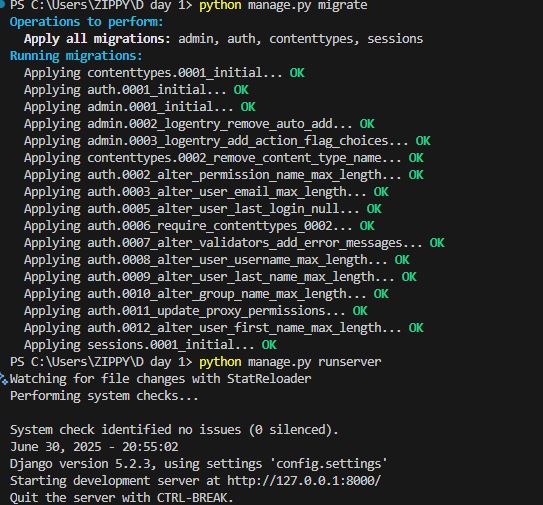 PS C:\Users\ZIPPY\D day 1> python manage.py migrate
Operations to perform:
  Apply all migrations: admin, auth, contenttypes, sessions
Running migrations:
  Applying contenttypes.0001_initial... OK
  Applying auth.0001_initial... OK
  Applying admin.0001_initial... OK
  Applying admin.0002_logentry_remove_auto_add... OK
  Applying admin.0003_logentry_add_action_flag_choices... OK
  Applying contenttypes.0002_remove_content_type_name... OK
  Applying auth.0002_alter_permission_name_max_length... OK
  Applying auth.0003_alter_user_email_max_length... OK
  Applying auth.0005_alter_user_last_login_null... OK
  Applying auth.0006_require_contenttypes_0002... OK
  Applying auth.0007_alter_validators_add_error_messages... OK
  Applying auth.0008_alter_user_username_max_length... OK
  Applying auth.0009_alter_user_last_name_max_length... OK
  Applying auth.0010_alter_group_name_max_length... OK
  Applying auth.0011_update_proxy_permissions... OK
  Applying auth.0012_alter_user_first_name_max_length... OK
  Applying sessions.0001_initial... OK
PS C:\Users\ZIPPY\D day 1> python manage.py runserver
Watching for file changes with StatReloader
Performing system checks...

System check identified no issues (0 silenced).
June 30, 2025 - 20:55:02
Django version 5.2.3, using settings 'config.settings'
Starting development server at http://127.0.0.1:8000/
Quit the server with CTRL-BREAK.